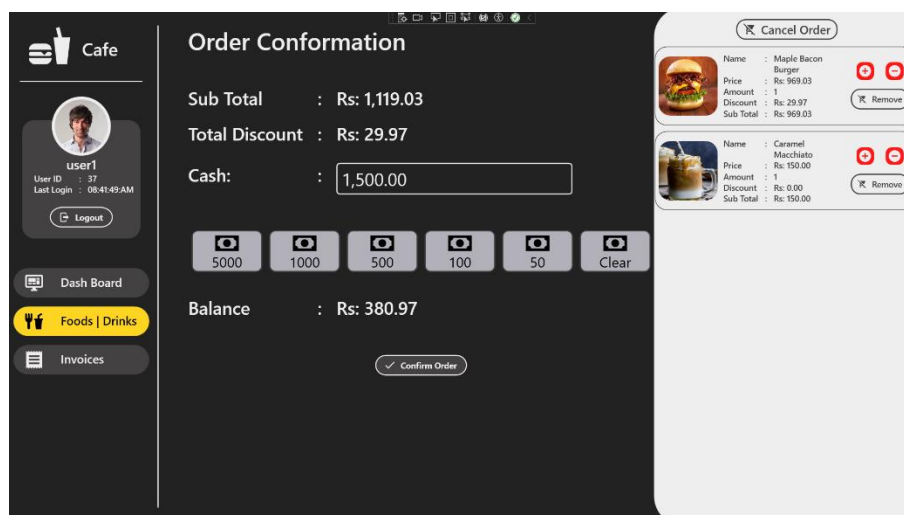 Cafe
user1
User ID : 37
Last Login : 08:41:49:AM
Logout
Dash Board
Foods | Drinks
Invoices
Order Conformation
Sub Total : Rs: 1,119.03
Total Discount : Rs: 29.97
Cash: : 1,500.00
5000 1000 500 100 50 Clear
Balance : Rs: 380.97
Confirm Order
Cancel Order
Name : Maple Bacon
Burger
Price : Rs: 969.03
Amount : 1
Discount : Rs: 29.97
Sub Total : Rs: 969.03
Remove
Name : Caramel
Macchiato
Price : Rs: 150.00
Amount : 1
Discount : Rs: 0.00
Sub Total : Rs: 150.00
Remove